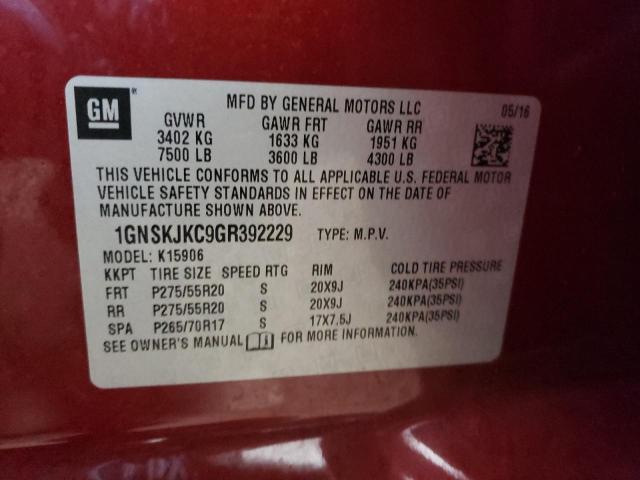 GM
MFD BY GENERAL MOTORS LLC 05/16
GVWR GAWR FRT GAWR RR
3402 KG 1633 KG 1951 KG
7500 LB 3600 LB 4300 LB
THIS VEHICLE CONFORMS TO ALL APPLICABLE U.S. FEDERAL MOTOR
VEHICLE SAFETY STANDARDS IN EFFECT ON THE DATE OF
MANUFACTURE SHOWN ABOVE.
1GNSKJKC9GR392229 TYPE: M.P.V.
MODEL: K15906
KKPT TIRE SIZE SPEED RTG RIM COLD TIRE PRESSURE
FRT P275/55R20 S 20X9J 240KPA(35PSI)
RR P275/55R20 S 20X9J 240KPA(35PSI)
SPA P265/70R17 S 17X7.5J 240KPA(35PSI)
SEE OWNER'S MANUAL FOR MORE INFORMATION.